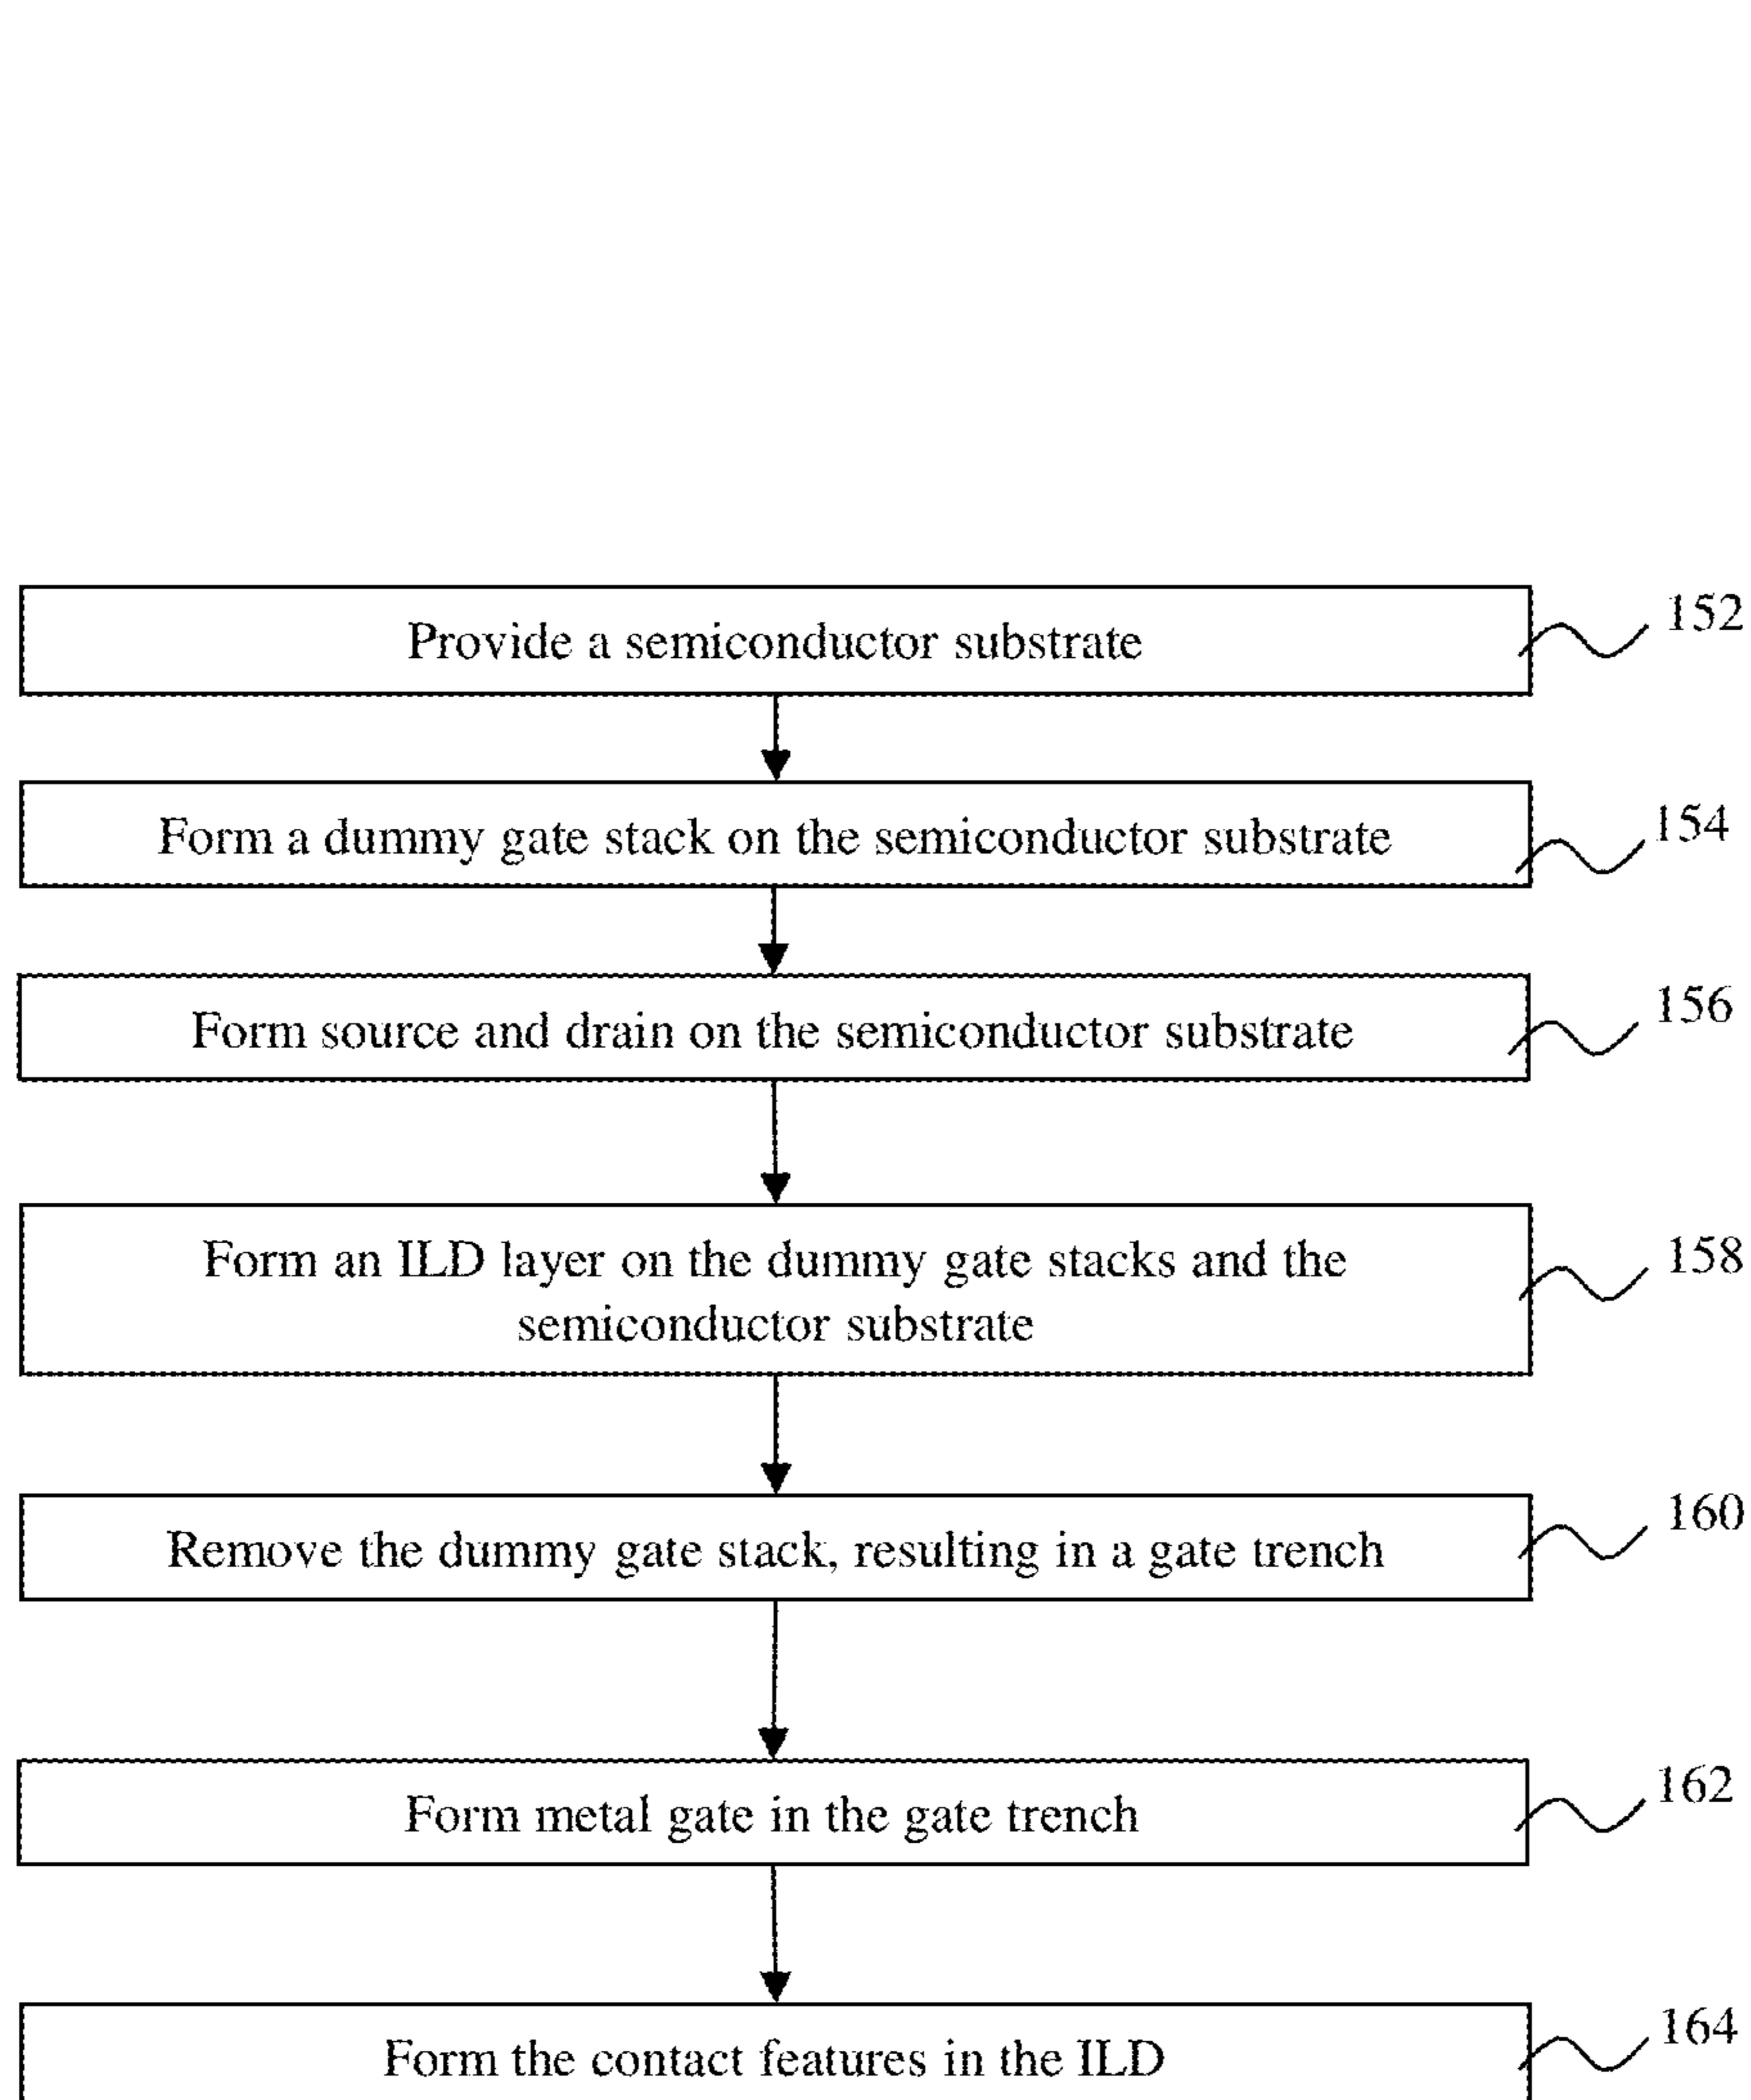 Provide a semiconductor substrate
152
Form a dummy gate stack on the semiconductor substrate
154
Form source and drain on the semiconductor substrate
156
Form an ILD layer on the dummy gate stacks and the
semiconductor substrate
158
Remove the dummy gate stack, resulting in a gate trench
160
Form metal gate in the gate trench
162
Form the contact features in the ILD
164